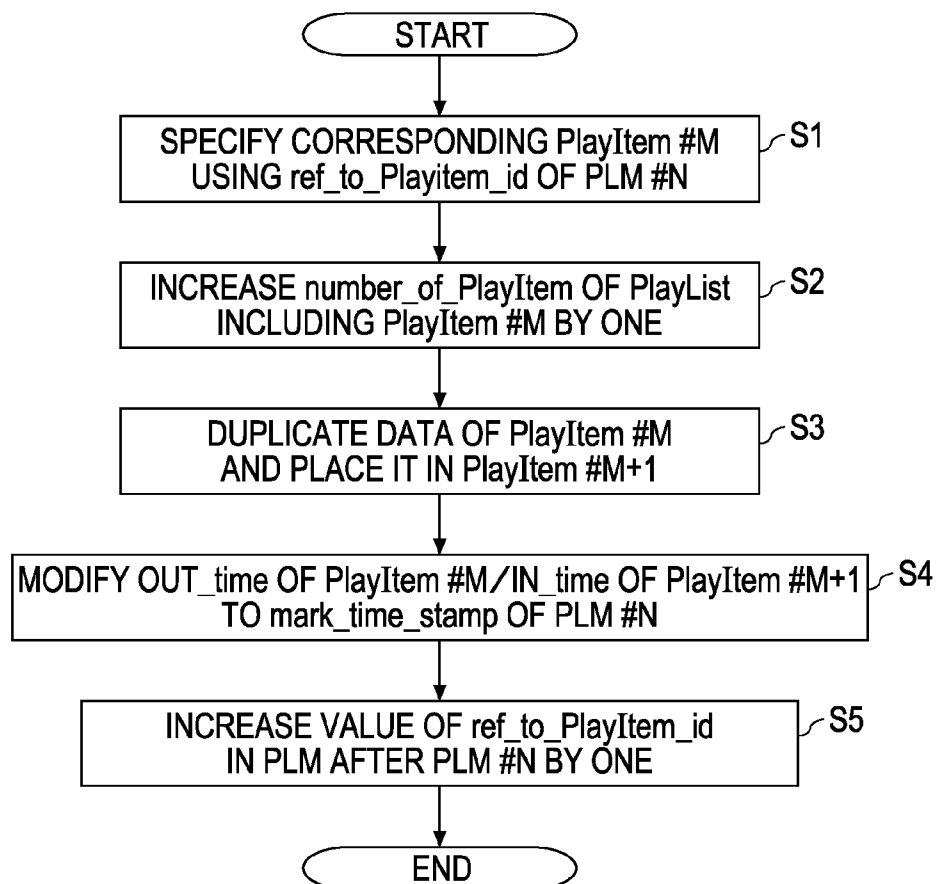 START
SPECIFY CORRESPONDING PlayItem #M
USING ref_to_Playitem_id OF PLM #N
S1
INCREASE number_of_PlayItem OF PlayList
INCLUDING PlayItem #M BY ONE
S2
DUPLICATE DATA OF PlayItem #M
AND PLACE IT IN PlayItem #M+1
S3
MODIFY OUT_time OF PlayItem #M/IN_time OF PlayItem #M+1
TO mark_time_stamp OF PLM #N
S4
INCREASE VALUE OF ref_to_PlayItem_id
IN PLM AFTER PLM #N BY ONE
S5
END